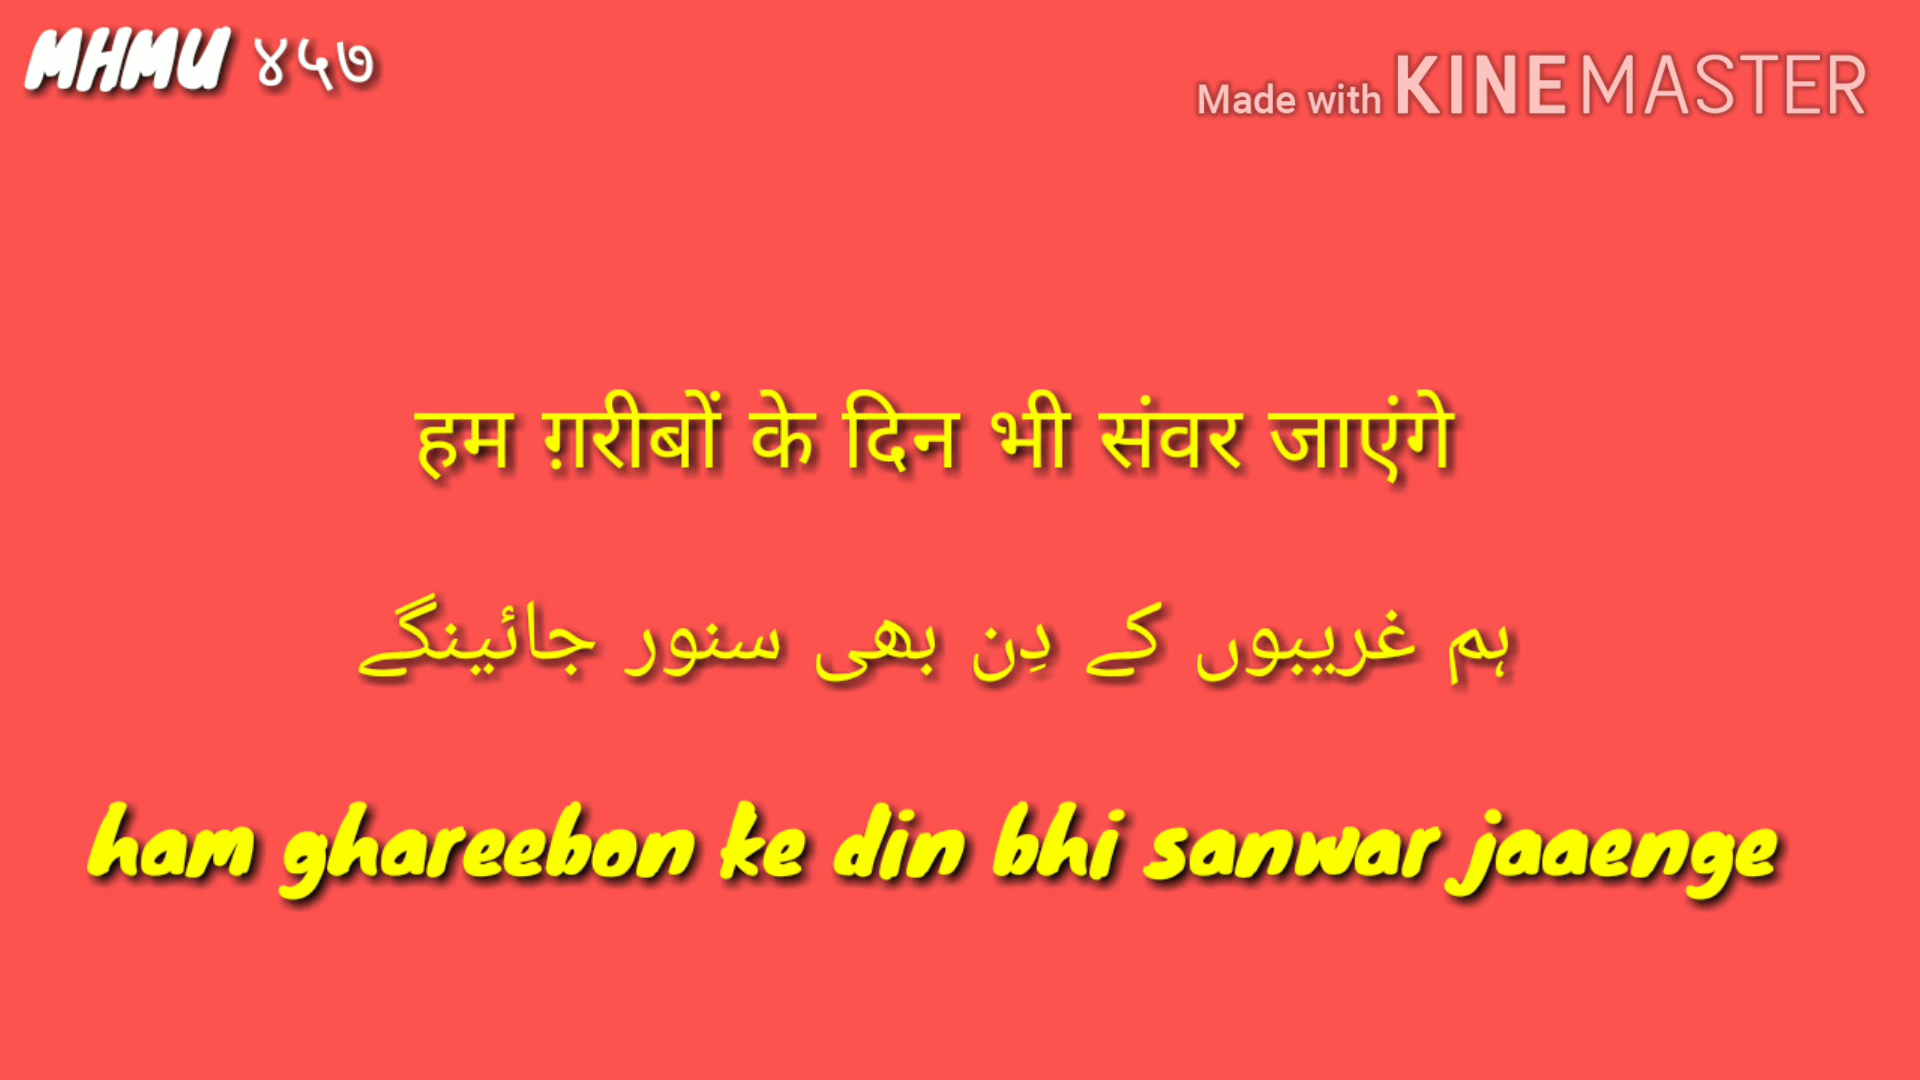 MHMU ४५७
Made with KINEMASTER
हम ग़रीबों के दिन भी संवर जाएंगे
ہم غریبوں کے دِن بھی سنور جائینگے
ham ghareebon ke din bhi sanwar jaaenge